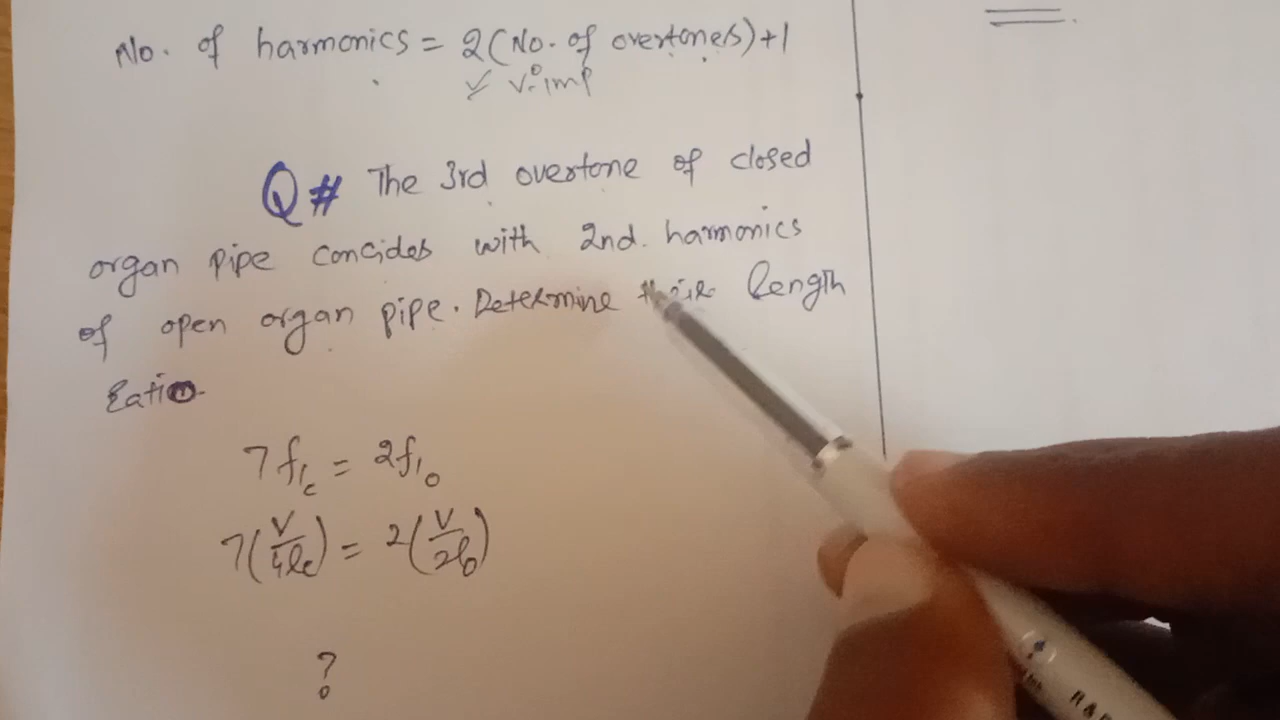 No. of harmonics = 2(No. of overtones)+1
v. imp
Q# The 3rd overtone of closed
organ pipe concides with 2nd. harmonics
of open organ pipe. Determine their length
ratio.
7f₁c = 2f₁o
7(V/4lc) = 2(V/2lo)
?